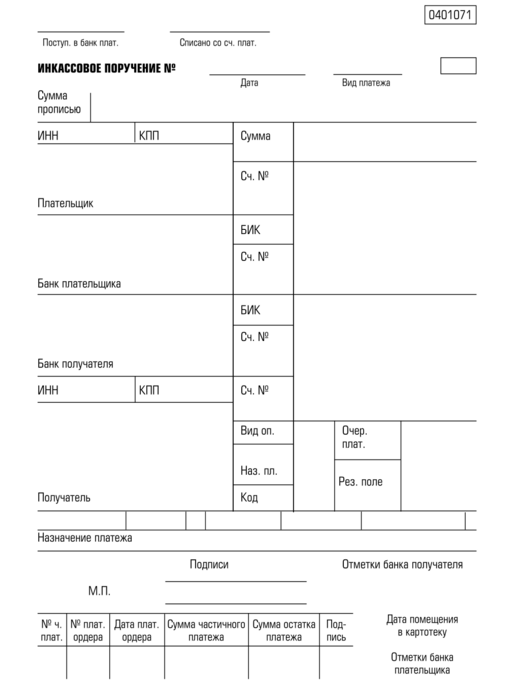 0401071
Поступ. в банк плат. Списано со сч. плат.
ИНКАССОВОЕ ПОРУЧЕНИЕ №
Дата Вид платежа
Сумма
прописью
ИНН КПП Сумма
Сч. №
Плательщик
БИК
Сч. №
Банк плательщика
БИК
Сч. №
Банк получателя
ИНН КПП Сч. №
Вид оп. Очер.
плат.
Наз. пл. Рез. поле
Получатель Код
Назначение платежа
Подписи Отметки банка получателя
М.П.
№ ч. № плат. Дата плат. Сумма частичного Сумма остатка Под- Дата помещения
плат. ордера ордера платежа платежа пись в картотеку
Отметки банка
плательщика